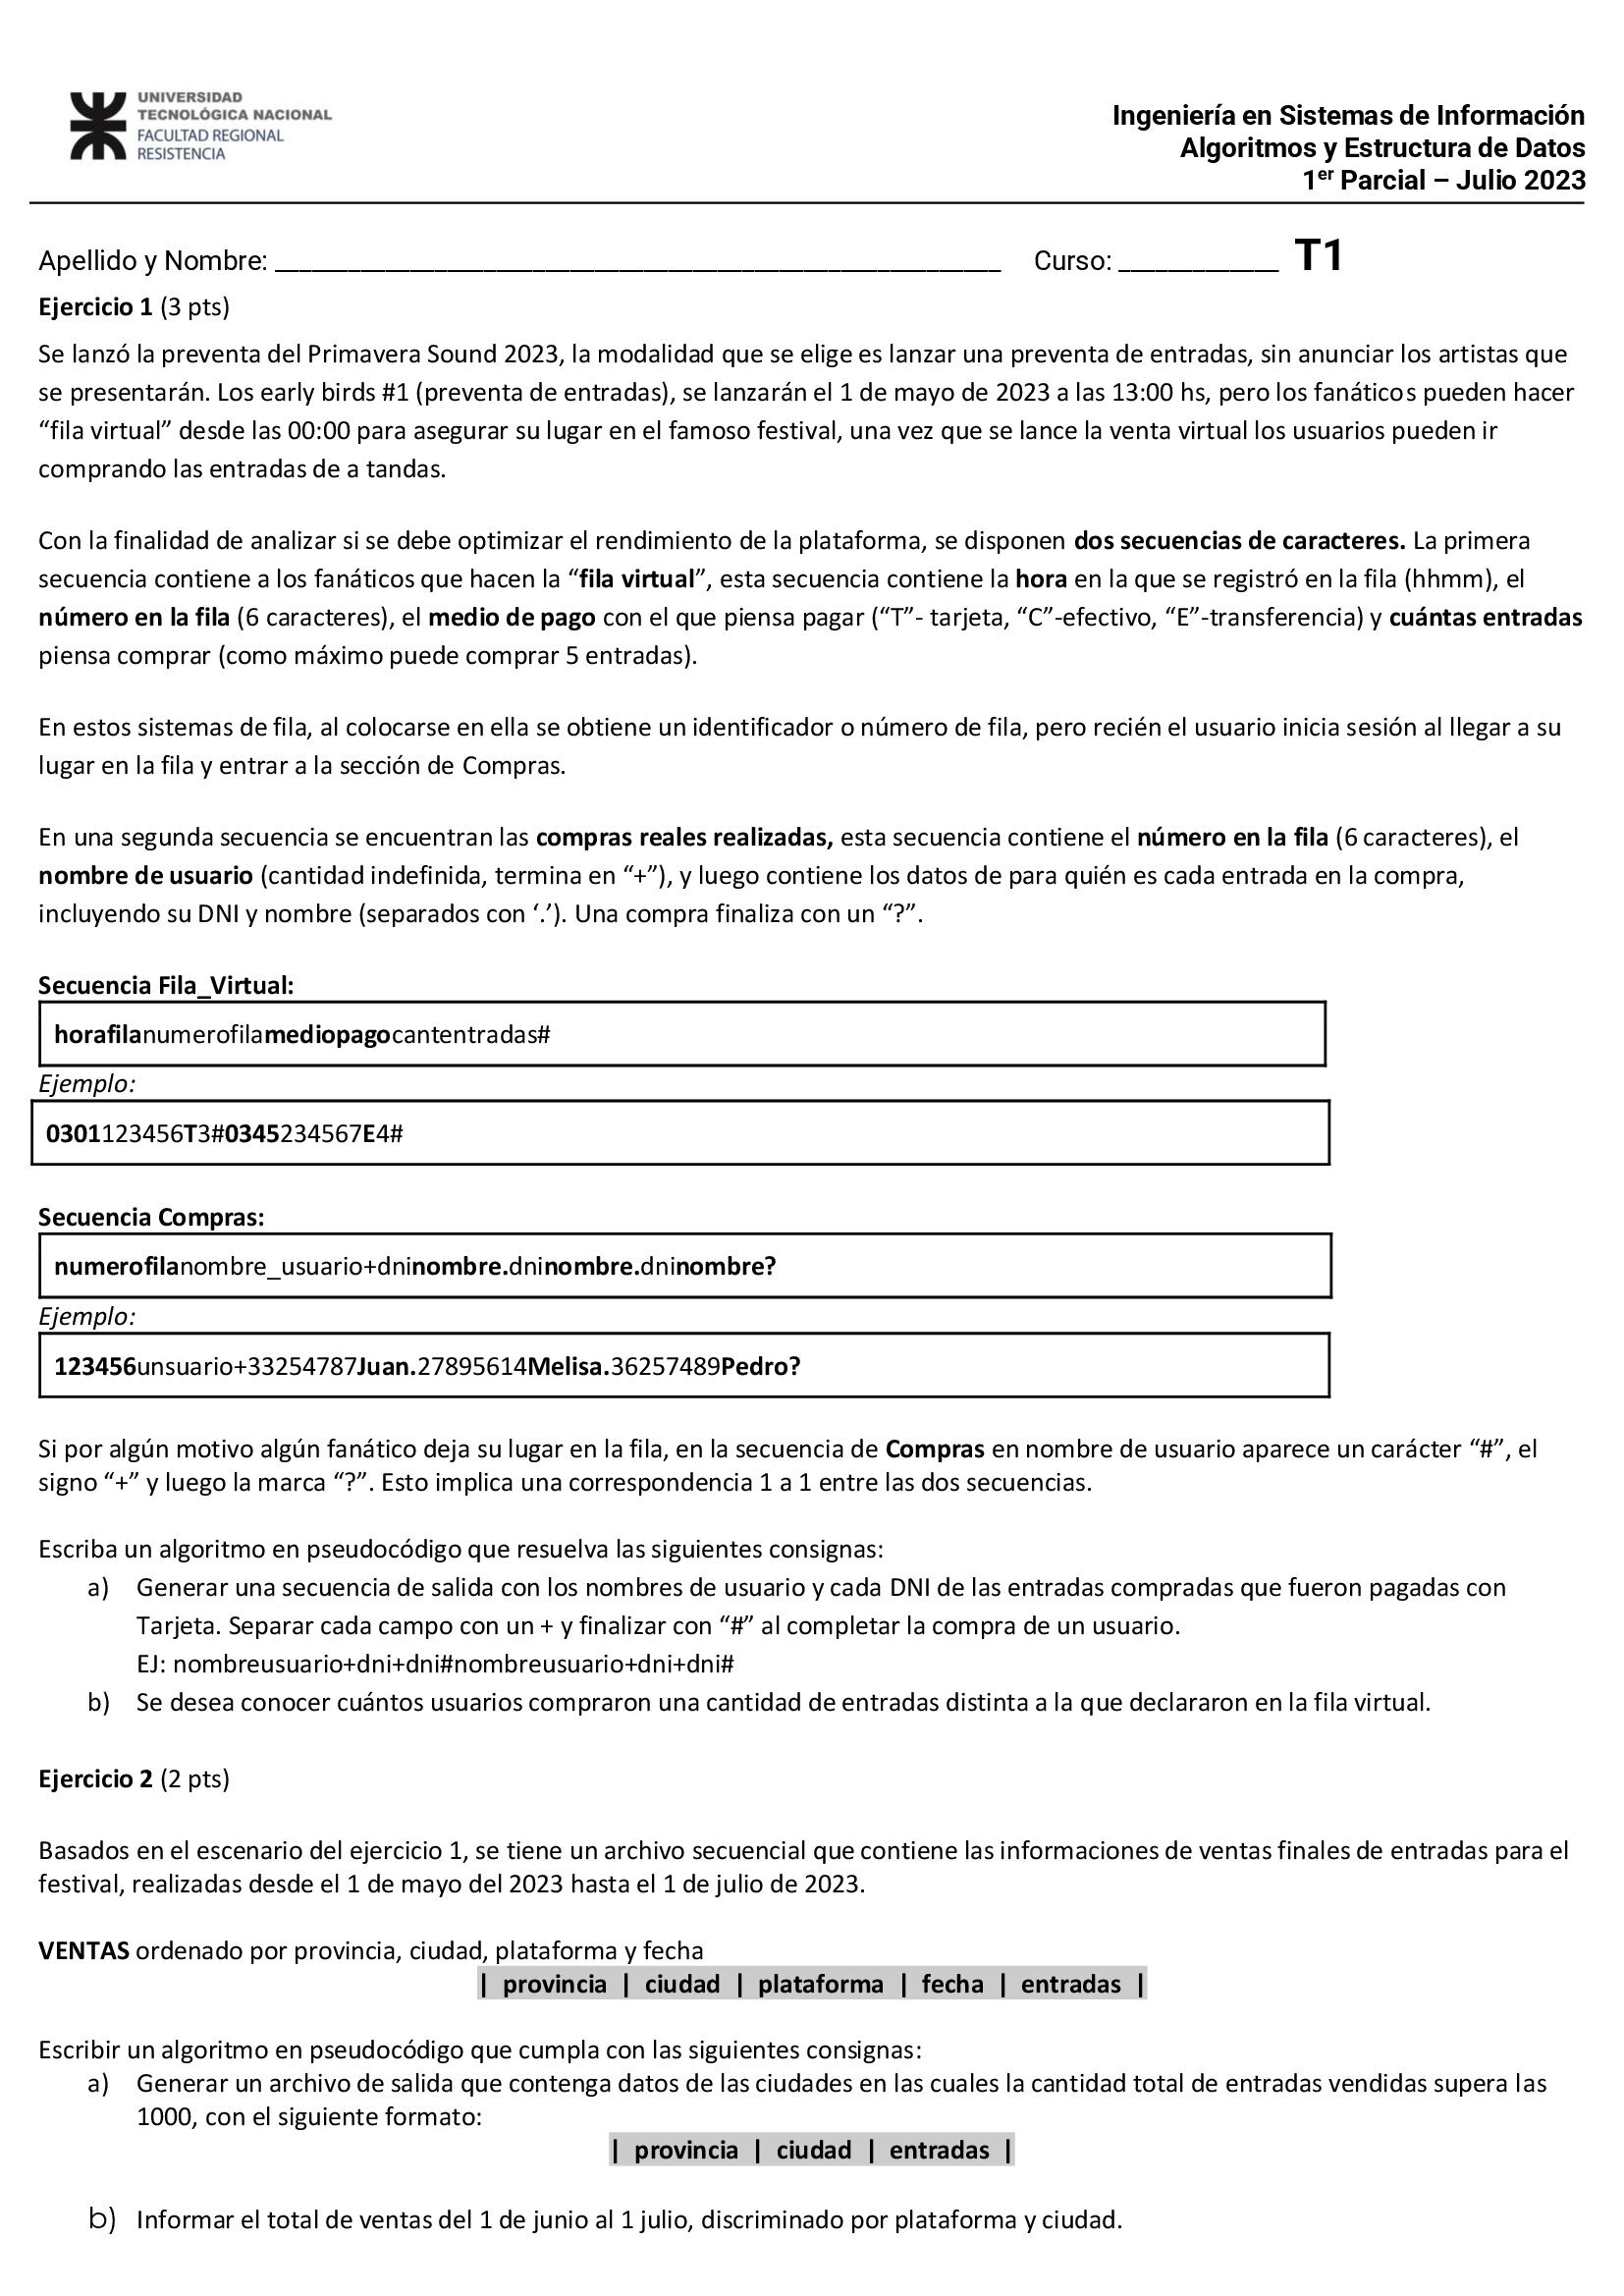 UNIVERSIDAD
TECNOLÓGICA NACIONAL
FACULTAD REGIONAL
RESISTENCIA
Ingeniería en Sistemas de Información
Algoritmos y Estructura de Datos
1er Parcial – Julio 2023
Apellido y Nombre: ____________________ Curso: __________ T1
Ejercicio 1 (3 pts)
Se lanzó la preventa del Primavera Sound 2023, la modalidad que se elige es lanzar una preventa de entradas, sin anunciar los artistas que
se presentarán. Los early birds #1 (preventa de entradas), se lanzarán el 1 de mayo de 2023 a las 13:00 hs, pero los fanáticos pueden hacer
“fila virtual” desde las 00:00 para asegurar su lugar en el famoso festival, una vez que se lance la venta virtual los usuarios pueden ir
comprando las entradas de a tandas.
Con la finalidad de analizar si se debe optimizar el rendimiento de la plataforma, se disponen dos secuencias de caracteres. La primera
secuencia contiene a los fanáticos que hacen la “fila virtual”, esta secuencia contiene la hora en la que se registró en la fila (hhmm), el
número en la fila (6 caracteres), el medio de pago con el que piensa pagar (“T”- tarjeta, “C”-efectivo, “E”-transferencia) y cuántas entradas
piensa comprar (como máximo puede comprar 5 entradas).
En estos sistemas de fila, al colocarse en ella se obtiene un identificador o número de fila, pero recién el usuario inicia sesión al llegar a su
lugar en la fila y entrar a la sección de Compras.
En una segunda secuencia se encuentran las compras reales realizadas, esta secuencia contiene el número en la fila (6 caracteres), el
nombre de usuario (cantidad indefinida, termina en “+”), y luego contiene los datos de para quién es cada entrada en la compra,
incluyendo su DNI y nombre (separados con ‘.’). Una compra finaliza con un “?”.
Secuencia Fila_Virtual:
horafilanumerofilamediopagocantentradas#
Ejemplo:
0301123456T3#0345234567E4#
Secuencia Compras:
numerofilanombre_usuario+dninombre.dninombre.dninombre?
Ejemplo:
123456unsuario+33254787Juan.27895614Melisa.36257489Pedro?
Si por algún motivo algún fanático deja su lugar en la fila, en la secuencia de Compras en nombre de usuario aparece un carácter “#”, el
signo “+” y luego la marca “?”. Esto implica una correspondencia 1 a 1 entre las dos secuencias.
Escriba un algoritmo en pseudocódigo que resuelva las siguientes consignas:
a) Generar una secuencia de salida con los nombres de usuario y cada DNI de las entradas compradas que fueron pagadas con
Tarjeta. Separar cada campo con un + y finalizar con “#” al completar la compra de un usuario.
EJ: nombreusuario+dni+dni#nombreusuario+dni+dni#
b) Se desea conocer cuántos usuarios compraron una cantidad de entradas distinta a la que declararon en la fila virtual.
Ejercicio 2 (2 pts)
Basados en el escenario del ejercicio 1, se tiene un archivo secuencial que contiene las informaciones de ventas finales de entradas para el
festival, realizadas desde el 1 de mayo del 2023 hasta el 1 de julio de 2023.
VENTAS ordenado por provincia, ciudad, plataforma y fecha
| provincia | ciudad | plataforma | fecha | entradas |
Escribir un algoritmo en pseudocódigo que cumpla con las siguientes consignas:
a) Generar un archivo de salida que contenga datos de las ciudades en las cuales la cantidad total de entradas vendidas supera las
1000, con el siguiente formato:
| provincia | ciudad | entradas |
b) Informar el total de ventas del 1 de junio al 1 julio, discriminado por plataforma y ciudad.